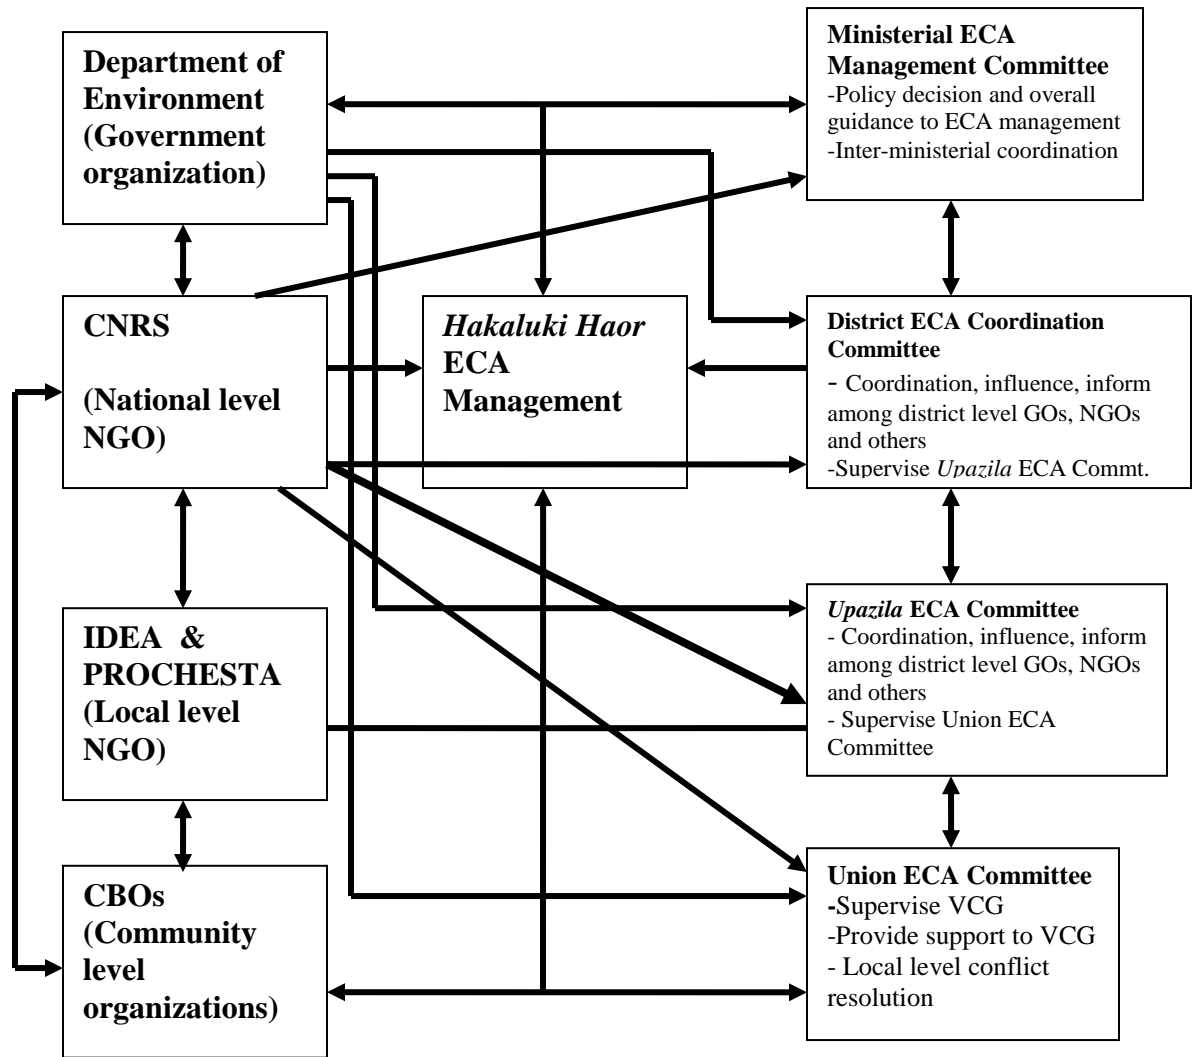 Department of
Environment
(Government
organization)
Ministerial ECA
Management Committee
-Policy decision and overall
guidance to ECA management
-Inter-ministerial coordination
CNRS
(National level
NGO)
Hakaluki Haor
ECA
Management
District ECA Coordination
Committee
- Coordination, influence, inform
among district level GOs, NGOs
and others
-Supervise Upazila ECA Commt.
IDEA & 
PROCHESTA
(Local level
NGO)
Upazila ECA Committee
- Coordination, influence, inform
among district level GOs, NGOs
and others
- Supervise Union ECA
Committee
CBOs
(Community
level
organizations)
Union ECA Committee
-Supervise VCG
-Provide support to VCG
- Local level conflict
resolution